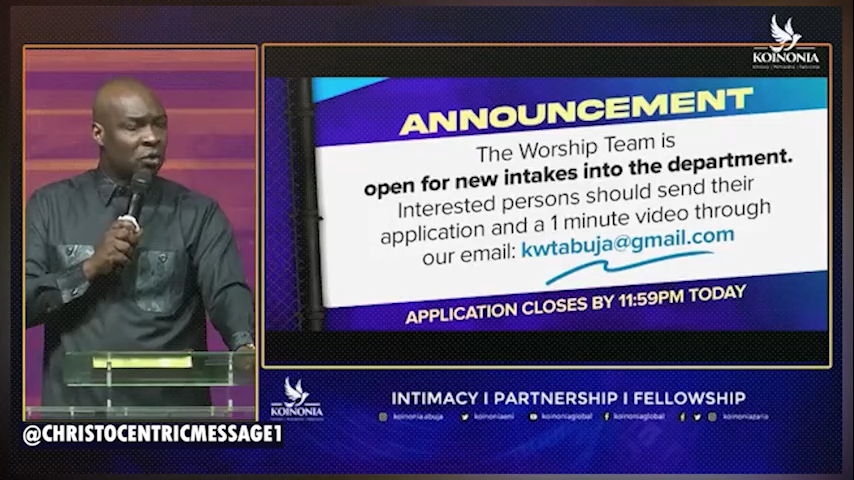 KOINONIA
ANNOUNCEMENT
The Worship Team is
open for new intakes into the department.
Interested persons should send their
application and a 1 minute video through
our email: kwtabuja@gmail.com
APPLICATION CLOSES BY 11:59PM TODAY
KOINONIA
INTIMACY I PARTNERSHIP I FELLOWSHIP
koinonia.abuja koinoniaeni koinoniaglobal koinoniaglobal koinoniazaria
@CHRISTOCENTRICMESSAGE1